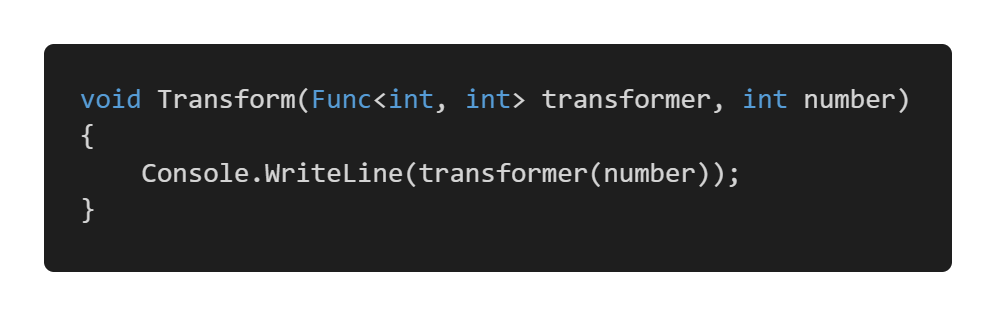 void Transform(Func<int, int> transformer, int number)
{
    Console.WriteLine(transformer(number));
}